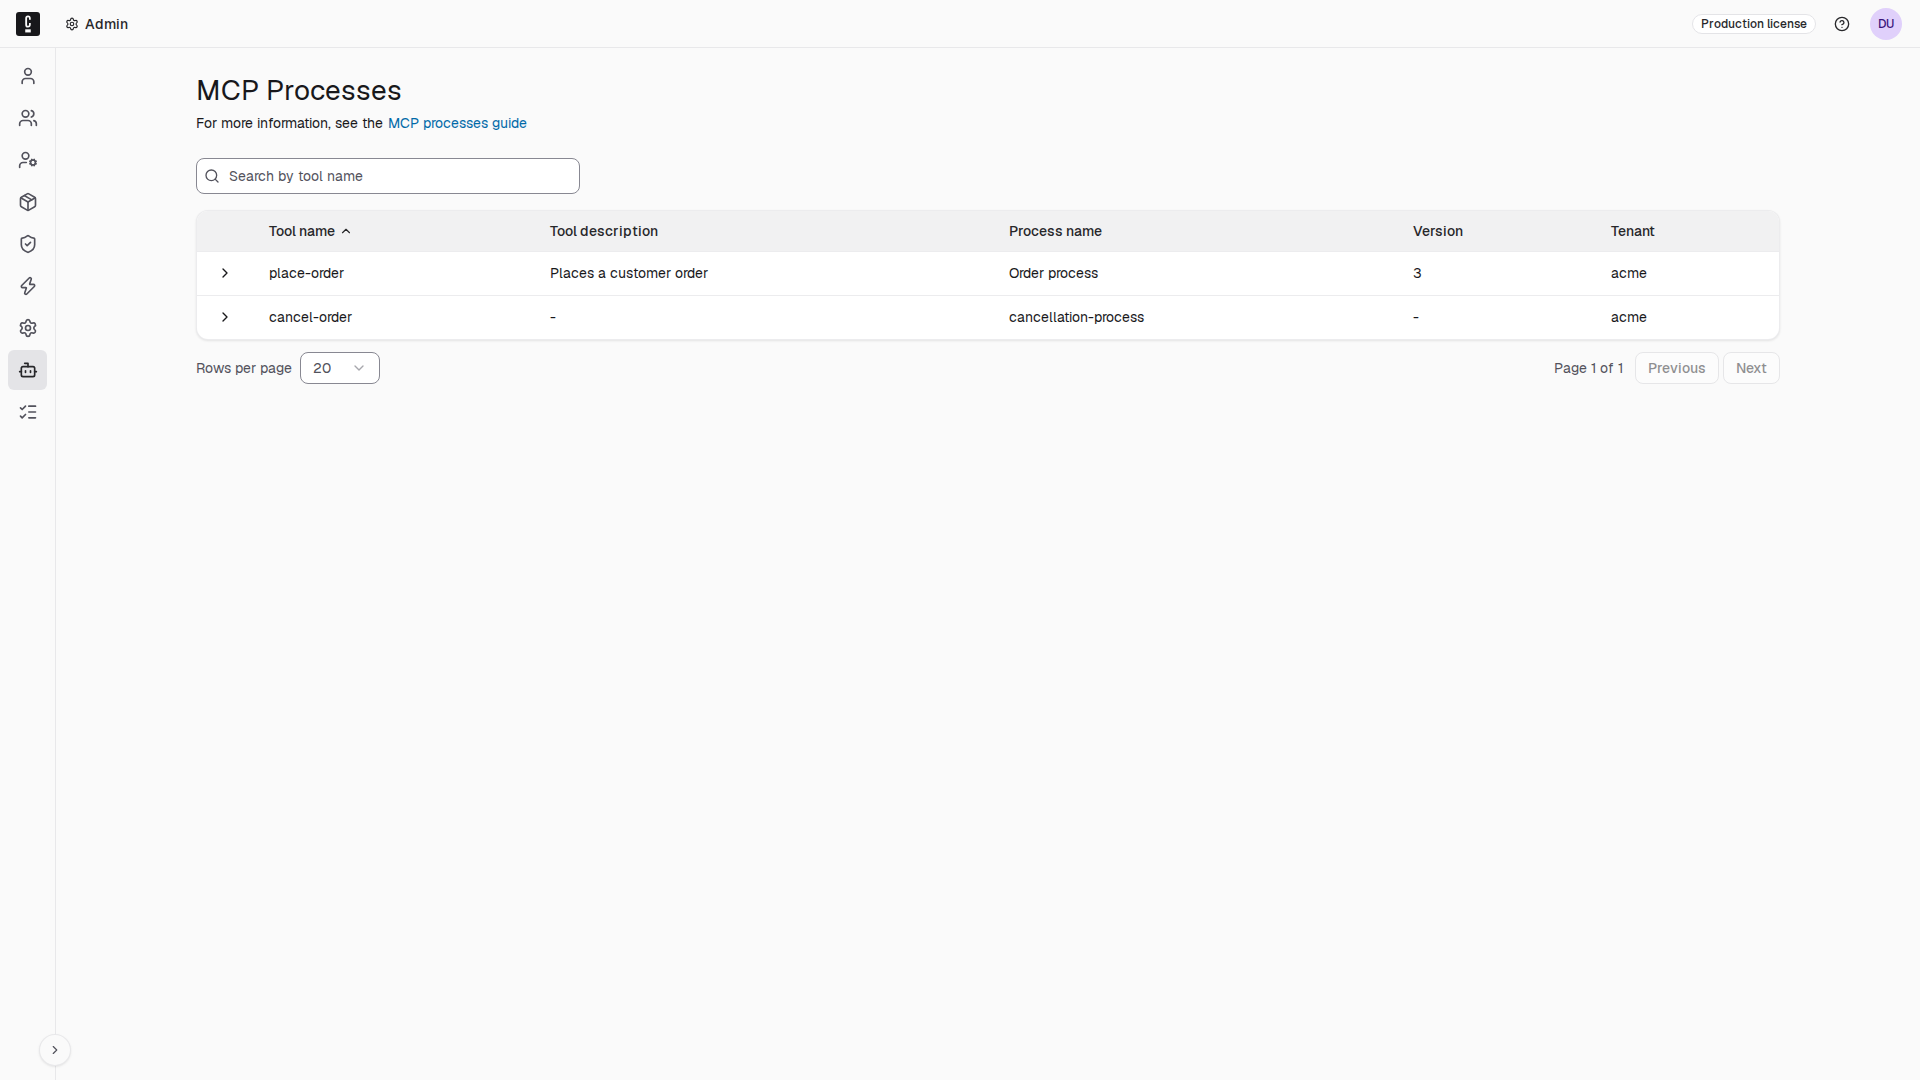 Admin
Production license
DU
MCP Processes
For more information, see the MCP processes guide
Search by tool name
Tool name Tool description Process name Version Tenant
place-order Places a customer order Order process 3 acme
cancel-order - cancellation-process - acme
Rows per page 20 Page 1 of 1 Previous Next